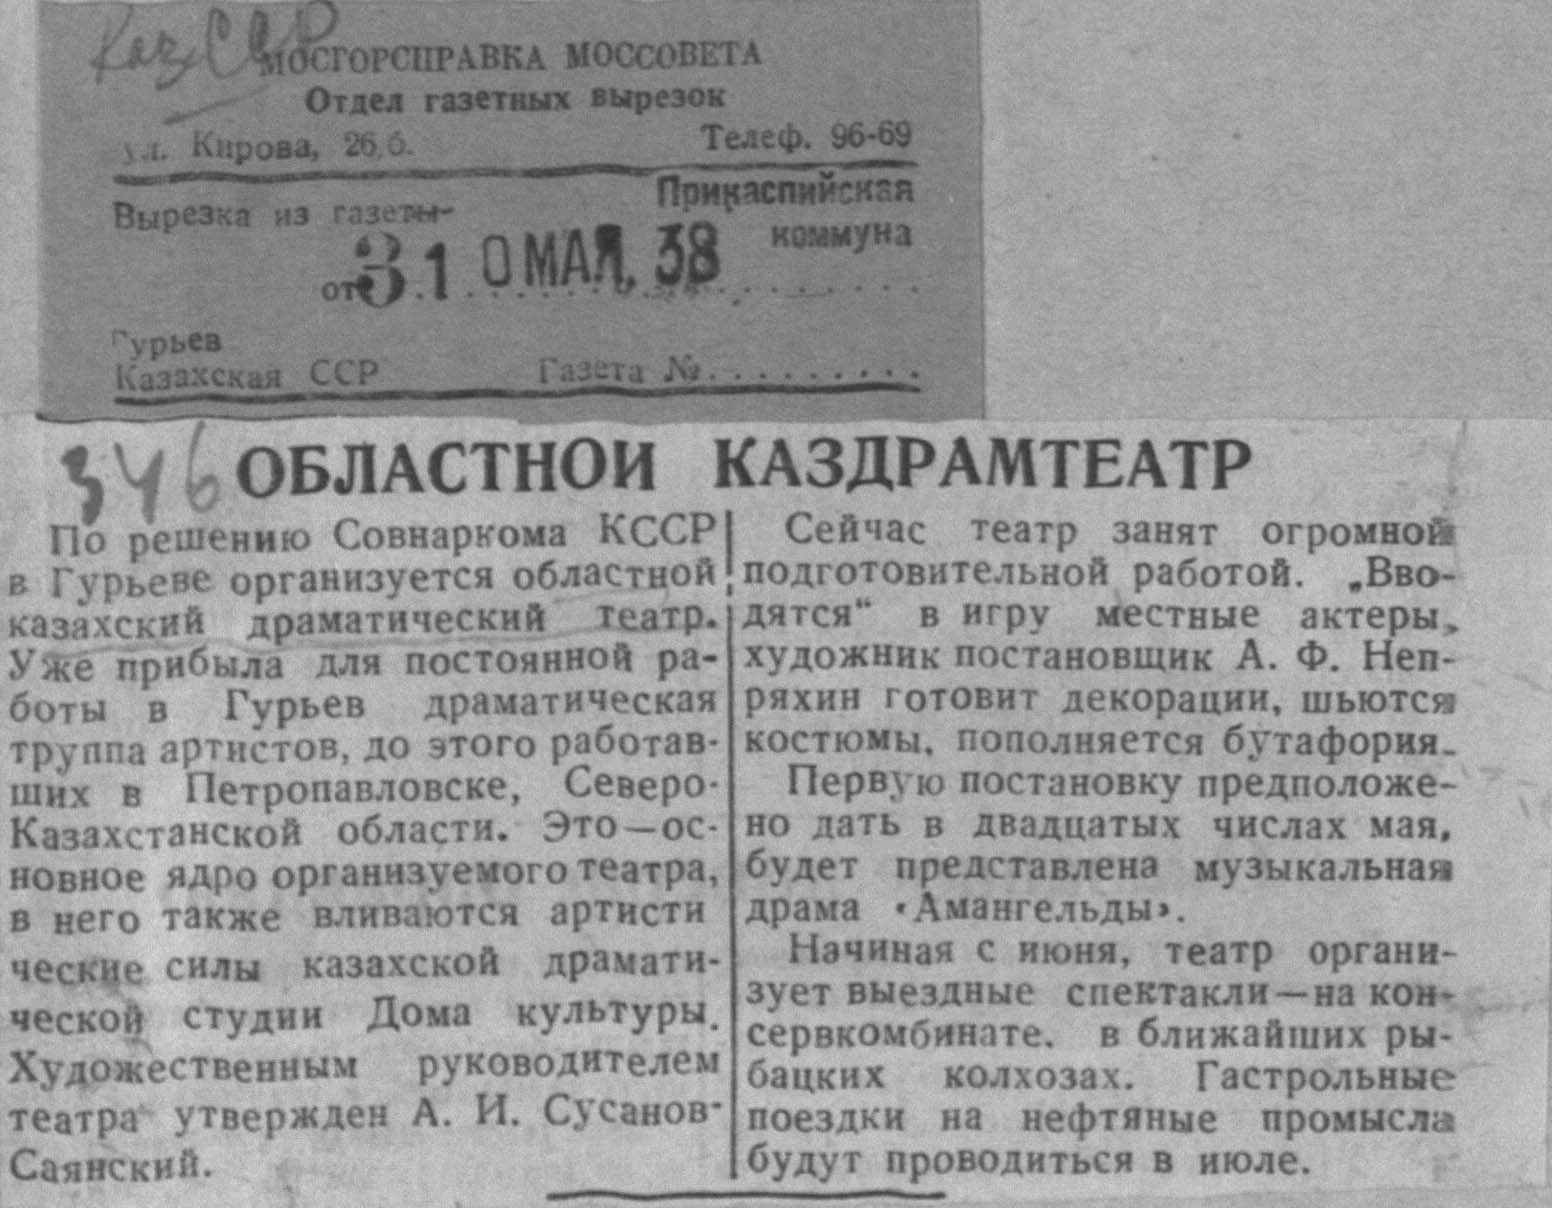 КазССР
МОСГОРСПРАВКА МОССОВЕТА
Отдел газетных вырезок
ул. Кирова, 26,б. Телеф. 96-69
Вырезка из газеты Прикаспийская
коммуна
от 3 1 0 МАЯ. 38
Гурьев
Казахская ССР Газета №.........
346 ОБЛАСТНОЙ КАЗДРАМТЕАТР
По решению Совнаркома КССР
в Гурьеве организуется областной
казахский драматический театр.
Уже прибыла для постоянной ра-
боты в Гурьев драматическая
труппа артистов, до этого работав-
ших в Петропавловске, Северо-
Казахстанской области. Это—ос-
новное ядро организуемого театра,
в него также вливаются артисти
ческие силы казахской драмати-
ческой студии Дома культуры.
Художественным руководителем
театра утвержден А. И. Сусанов-
Саянский.
Сейчас театр занят огромной
подготовительной работой. „Вво-
дятся“ в игру местные актеры,
художник постановщик А. Ф. Неп-
ряхин готовит декорации, шьются
костюмы, пополняется бутафория.
Первую постановку предположе-
но дать в двадцатых числах мая,
будет представлена музыкальная
драма «Амангельды».
Начиная с июня, театр органи-
зует выездные спектакли—на кон-
сервкомбинате, в ближайших ры-
бацких колхозах. Гастрольные
поездки на нефтяные промысла
будут проводиться в июле.